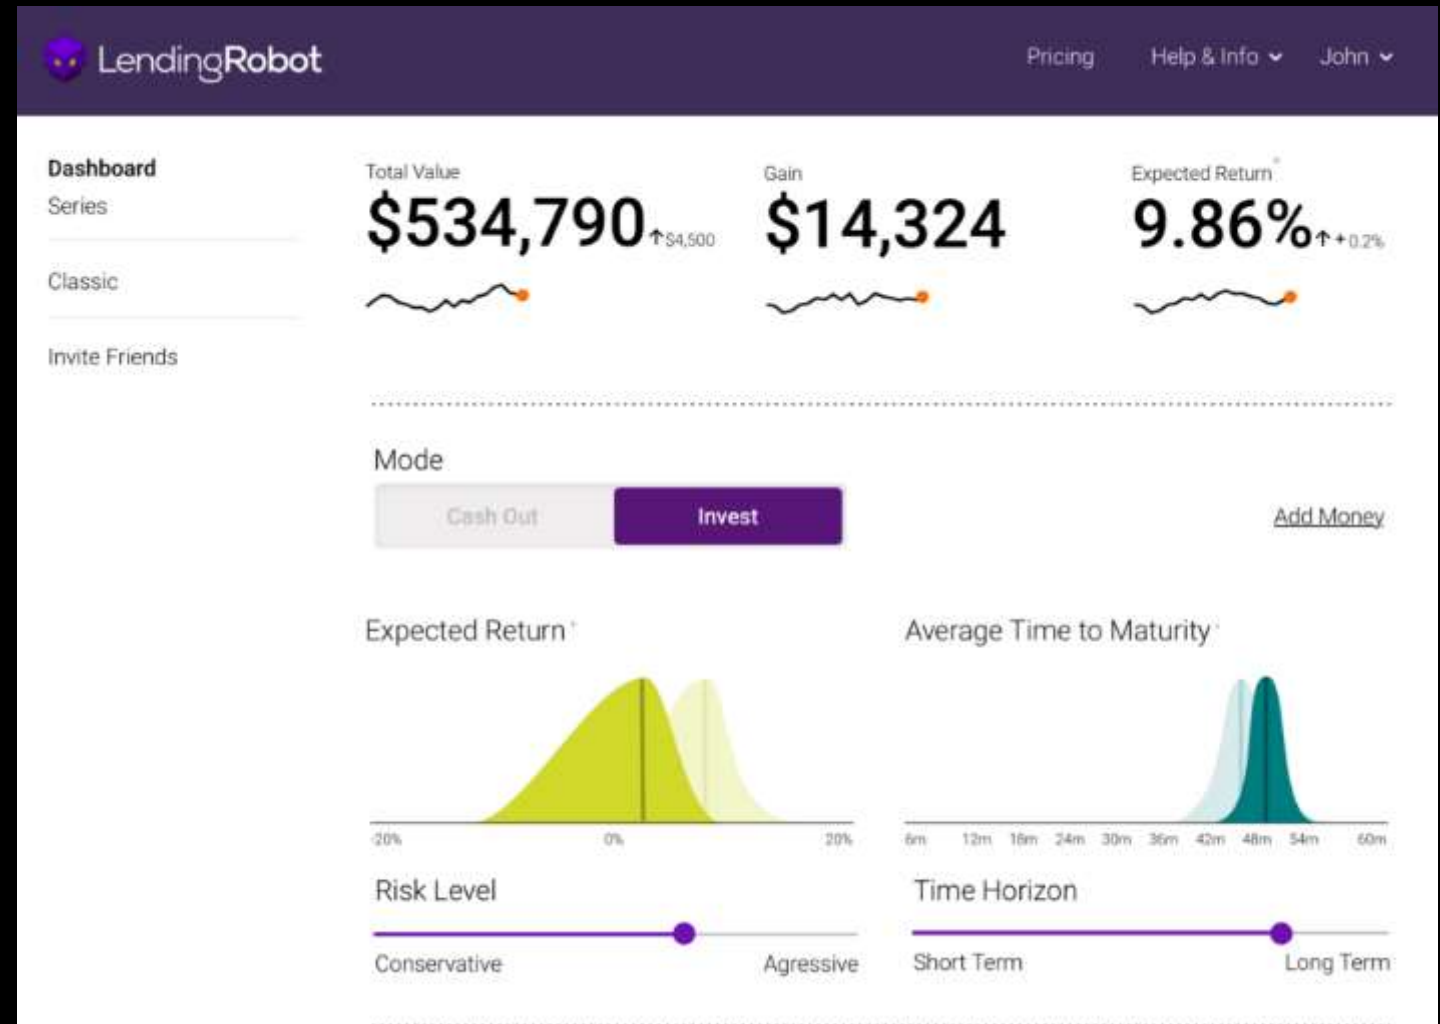 LendingRobot
Pricing Help & Info John
Dashboard
Series
Classic
Invite Friends
Total Value
$534,790 $4,500
Gain
$14,324
Expected Return
9.86% + 0.2%
Mode
Cash Out Invest
Add Money
Expected Return
-20% 0% 20%
Risk Level
Conservative Agressive
Average Time to Maturity
6m 12m 18m 24m 30m 36m 42m 48m 54m 60m
Time Horizon
Short Term Long Term